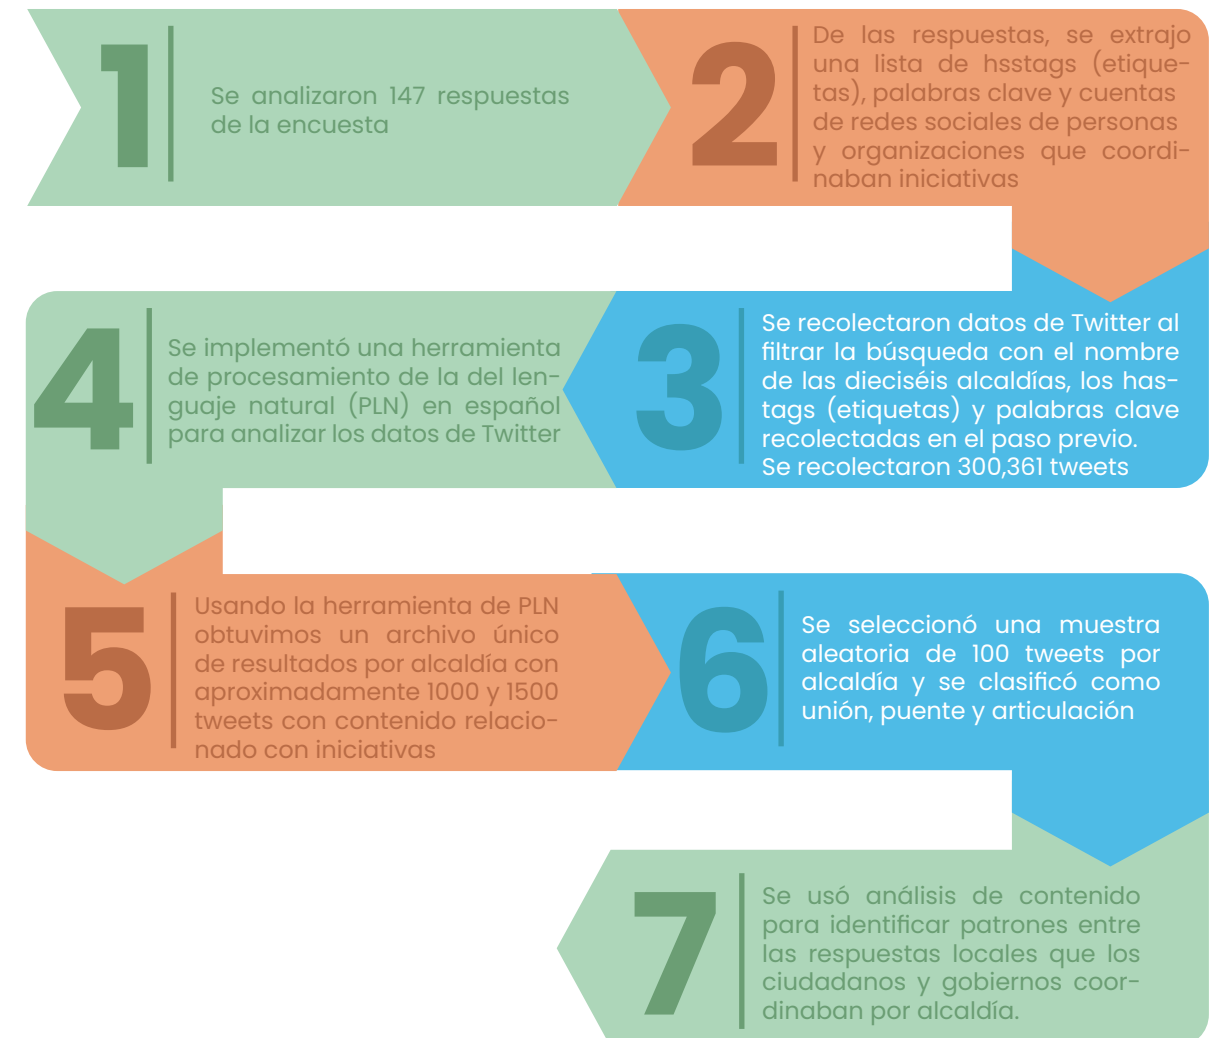 1
Se analizaron 147 respuestas
de la encuesta
2
De las respuestas, se extrajo
una lista de hsstags (etique-
tas), palabras clave y cuentas
de redes sociales de personas
y organizaciones que coordi-
naban iniciativas
3
Se recolectaron datos de Twitter al
filtrar la búsqueda con el nombre
de las dieciséis alcaldías, los has-
tags (etiquetas) y palabras clave
recolectadas en el paso previo.
Se recolectaron 300,361 tweets
4
Se implementó una herramienta
de procesamiento de la del len-
guaje natural (PLN) en español
para analizar los datos de Twitter
5
Usando la herramienta de PLN
obtuvimos un archivo único
de resultados por alcaldía con
aproximadamente 1000 y 1500
tweets con contenido relacio-
nado con iniciativas
6
Se seleccionó una muestra
aleatoria de 100 tweets por
alcaldía y se clasificó como
unión, puente y articulación
7
Se usó análisis de contenido
para identificar patrones entre
las respuestas locales que los
ciudadanos y gobiernos coor-
dinaban por alcaldía.